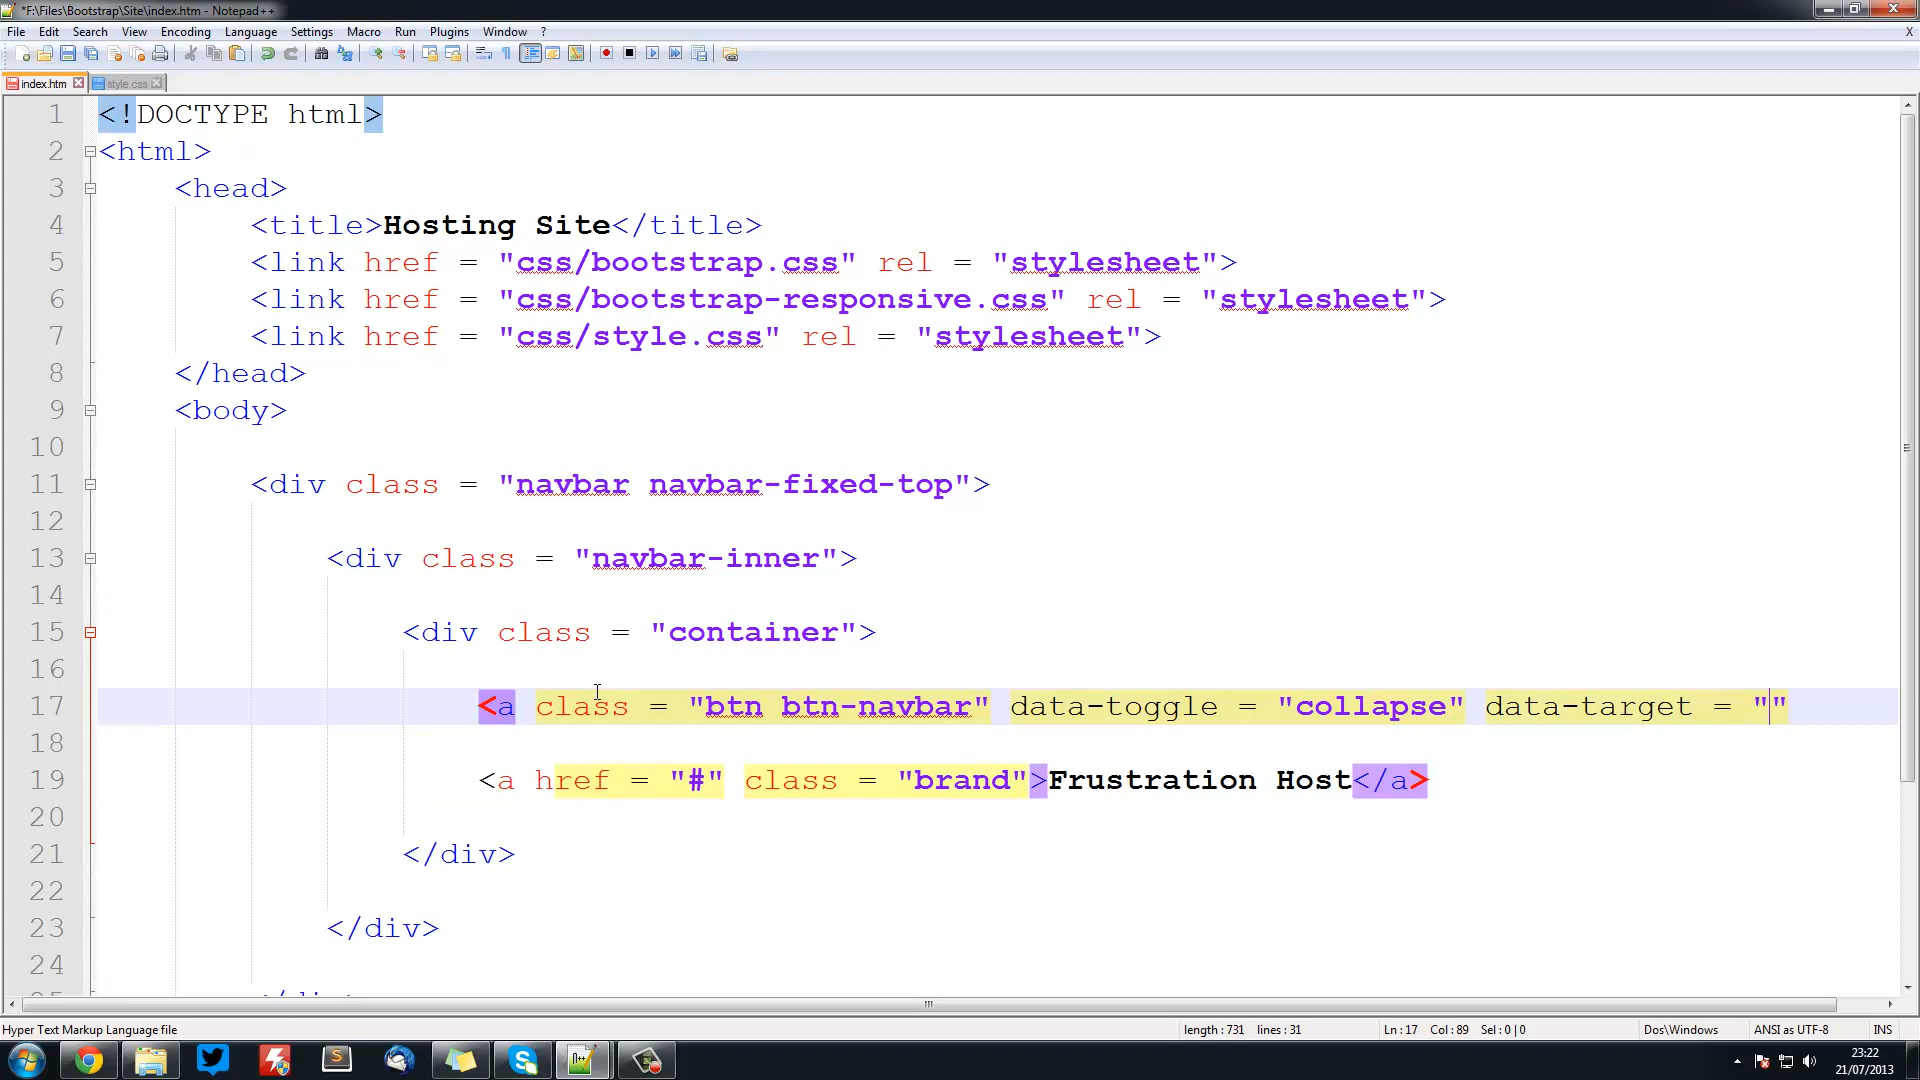 *F:\Files\Bootstrap\Site\index.htm - Notepad++
File Edit Search View Encoding Language Settings Macro Run Plugins Window ? X
index.htm style.css
1 <!DOCTYPE html>
2 <html>
3 <head>
4 <title>Hosting Site</title>
5 <link href = "css/bootstrap.css" rel = "stylesheet">
6 <link href = "css/bootstrap-responsive.css" rel = "stylesheet">
7 <link href = "css/style.css" rel = "stylesheet">
8 </head>
9 <body>
10
11 <div class = "navbar navbar-fixed-top">
12
13 <div class = "navbar-inner">
14
15 <div class = "container">
16
17 <a class = "btn btn-navbar" data-toggle = "collapse" data-target = ""
18
19 <a href = "#" class = "brand">Frustration Host</a>
20
21 </div>
22
23 </div>
24
Hyper Text Markup Language file length : 731 lines : 31 Ln : 17 Col : 89 Sel : 0 | 0 Dos\Windows ANSI as UTF-8 INS
23:22
21/07/2013